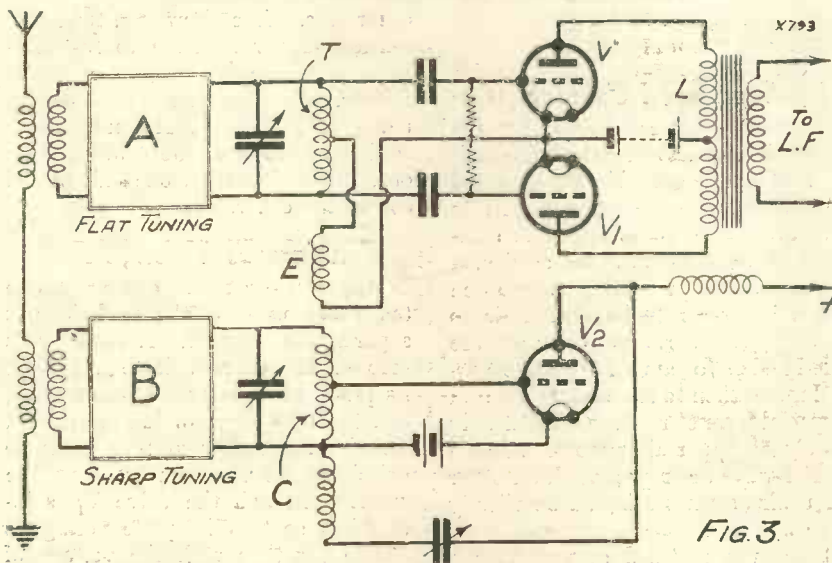 X793
T
V
L
A
To
L.F
FLAT TUNING
V1
E
+
V2
B
SHARP TUNING
C
FIG. 3.